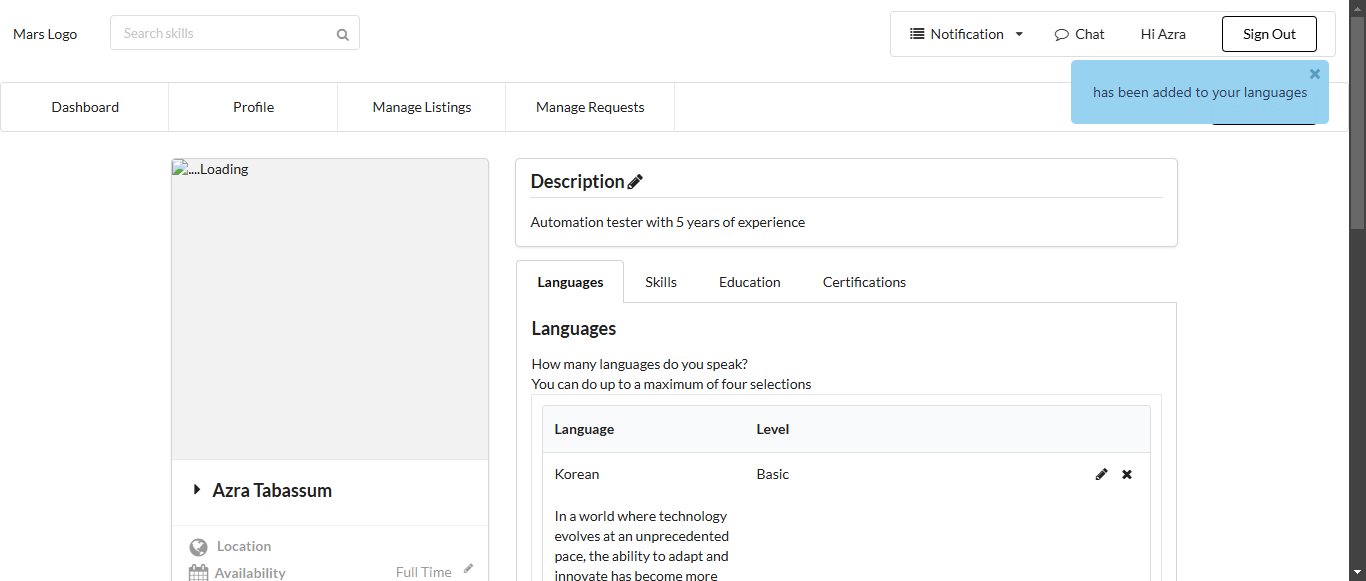 Mars Logo
Search skills
Notification
Chat
Hi Azra
Sign Out
has been added to your languages
Dashboard
Profile
Manage Listings
Manage Requests
....Loading
Description
Automation tester with 5 years of experience
Languages
Skills
Education
Certifications
Languages
How many languages do you speak?
You can do up to a maximum of four selections
Language
Level
Korean
Basic
In a world where technology
evolves at an unprecedented
pace, the ability to adapt and
innovate has become more
Azra Tabassum
Location
Availability
Full Time